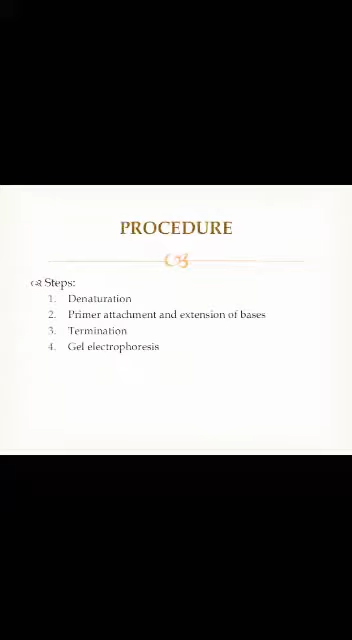 PROCEDURE
Steps:
1. Denaturation
2. Primer attachment and extension of bases
3. Termination
4. Gel electrophoresis